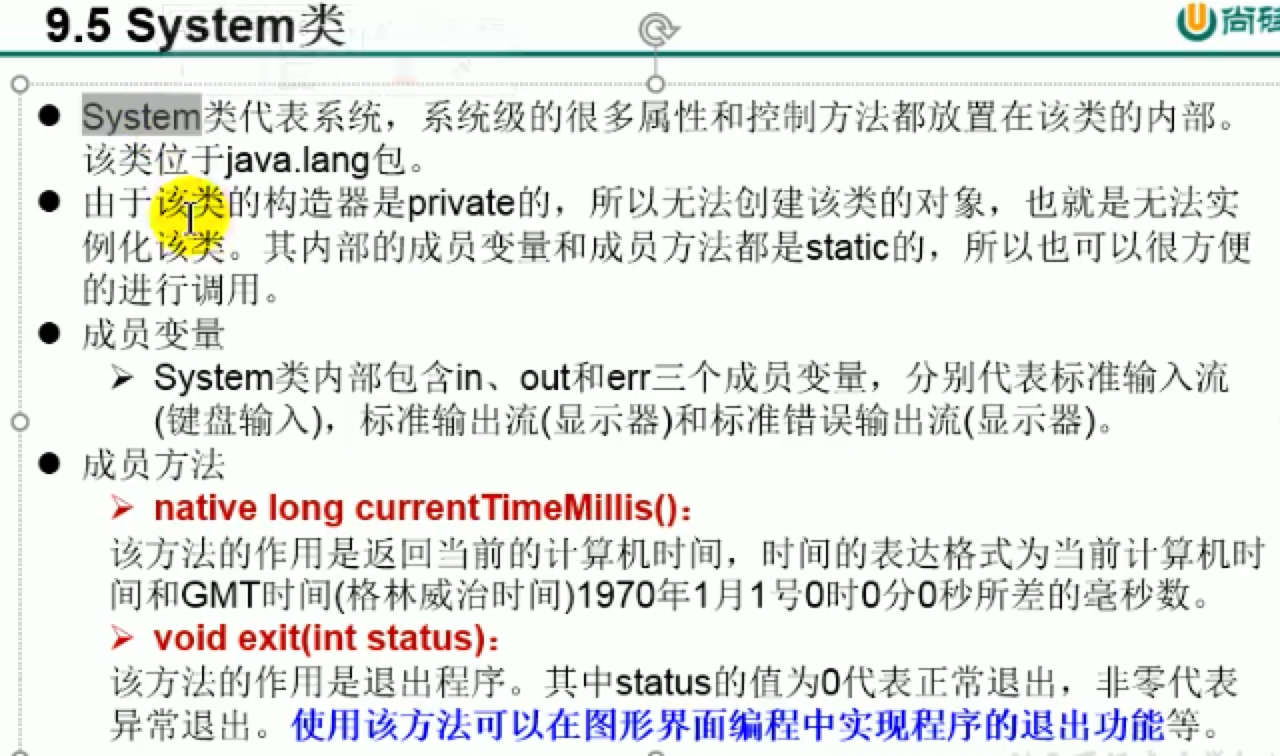 9.5 System类
尚硅
● System类代表系统，系统级的很多属性和控制方法都放置在该类的内部。
该类位于java.lang包。
● 由于该类的构造器是private的，所以无法创建该类的对象，也就是无法实
例化该类。其内部的成员变量和成员方法都是static的，所以也可以很方便
的进行调用。
● 成员变量
➢ System类内部包含in、out和err三个成员变量，分别代表标准输入流
(键盘输入)，标准输出流(显示器)和标准错误输出流(显示器)。
● 成员方法
➢ native long currentTimeMillis()：
该方法的作用是返回当前的计算机时间，时间的表达格式为当前计算机时
间和GMT时间(格林威治时间)1970年1月1号0时0分0秒所差的毫秒数。
➢ void exit(int status)：
该方法的作用是退出程序。其中status的值为0代表正常退出，非零代表
异常退出。使用该方法可以在图形界面编程中实现程序的退出功能等。